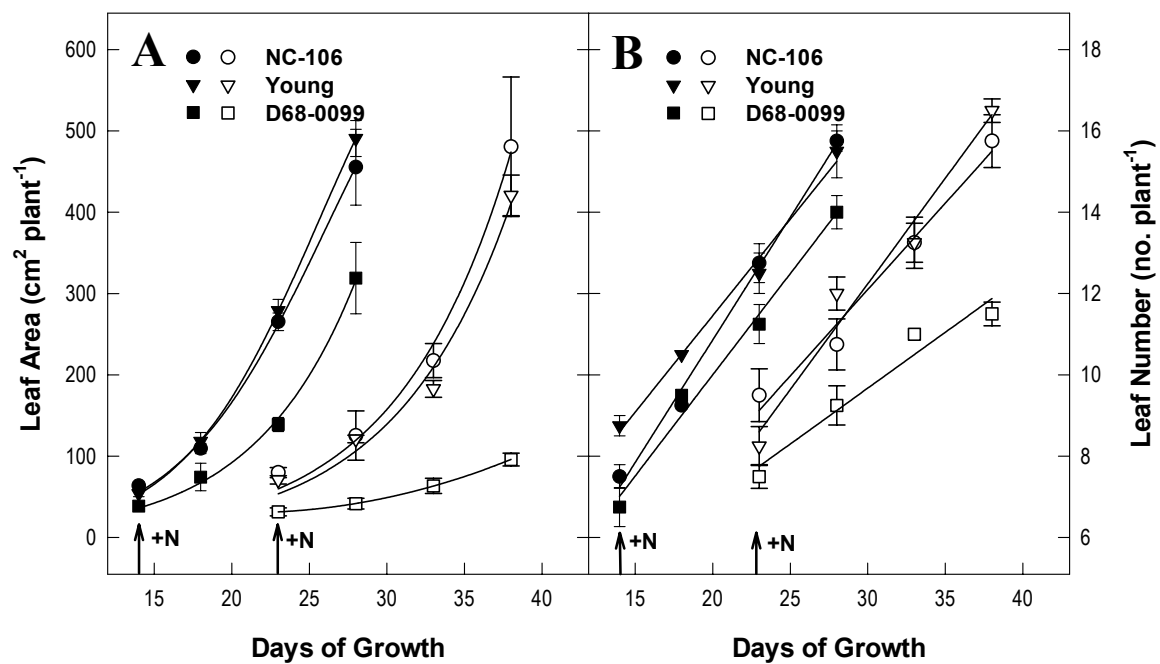 A
NC-106
Young
D68-0099
600
500
400
300
200
100
0
Leaf Area (cm² plant⁻¹)
+N
+N
15 20 25 30 35 40
Days of Growth
B
NC-106
Young
D68-0099
18
16
14
12
10
8
6
Leaf Number (no. plant⁻¹)
+N
+N
15 20 25 30 35 40
Days of Growth